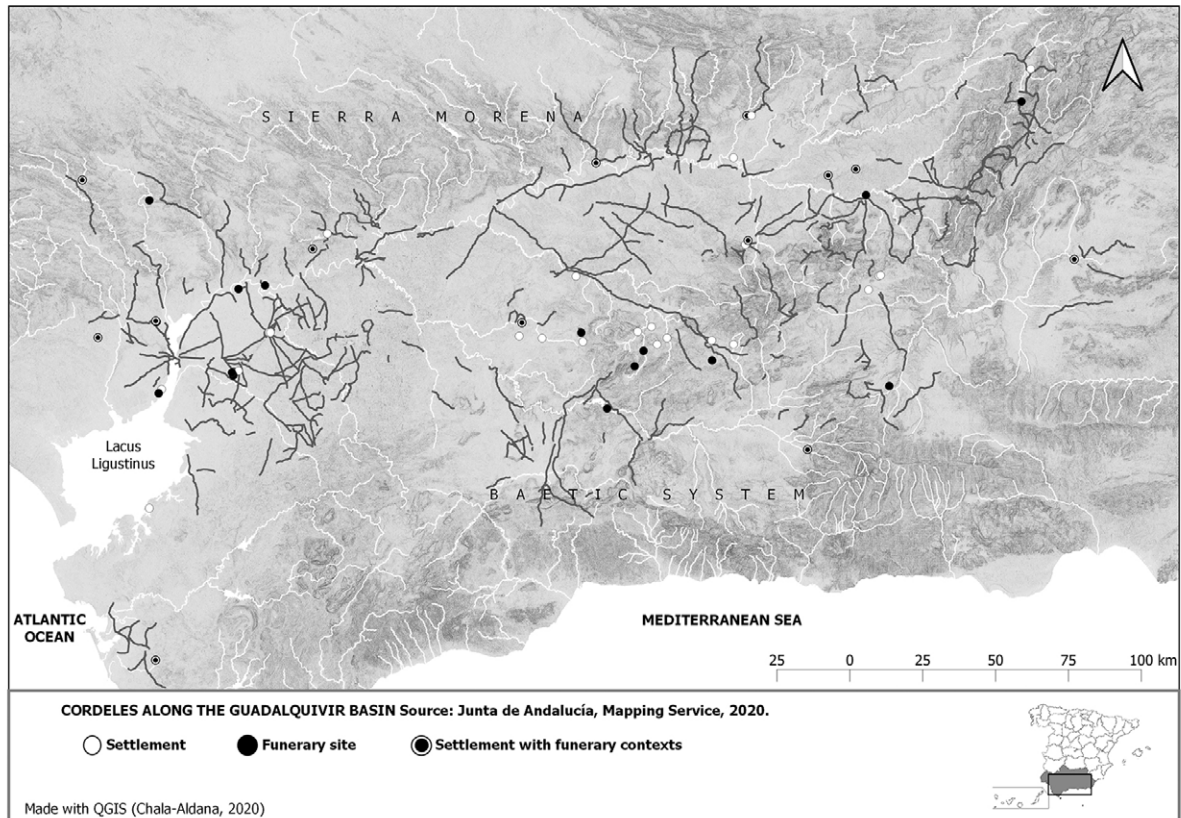 SIERRA MORENA
Lacus
Ligustinus
BAETIC SYSTEM
ATLANTIC
OCEAN
MEDITERRANEAN SEA
25 0 25 50 75 100 km
CORDELES ALONG THE GUADALQUIVIR BASIN Source: Junta de Andalucía, Mapping Service, 2020.
Settlement Funerary site Settlement with funerary contexts
Made with QGIS (Chala-Aldana, 2020)